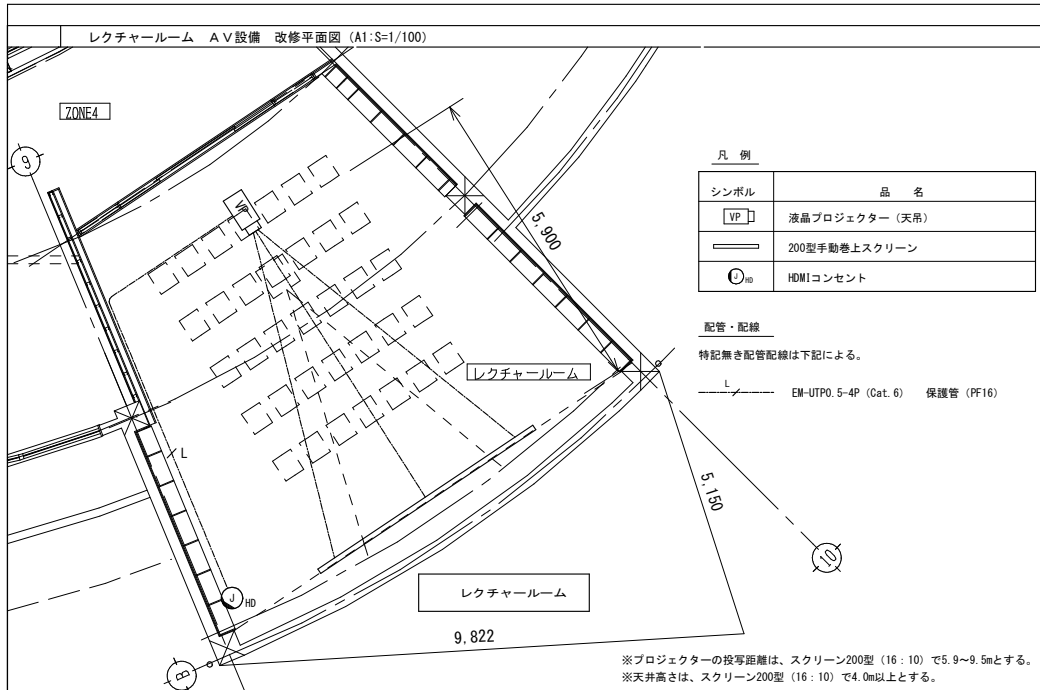 レクチャールーム　ＡＶ設備　改修平面図 (A1:S=1/100)
ZONE4
9
VP
5,900
レクチャールーム
L
5,150
10
J HD
レクチャールーム
9,822
B
凡　例
シンボル　品　名
VP　液晶プロジェクター（天吊）
200型手動巻上スクリーン
J HD　HDMIコンセント
配管・配線
特記無き配管配線は下記による。
L　EM-UTP0.5-4P (Cat.6)　保護管 (PF16)
※プロジェクターの投写距離は、スクリーン200型（16：10）で5.9～9.5mとする。
※天井高さは、スクリーン200型（16：10）で4.0m以上とする。